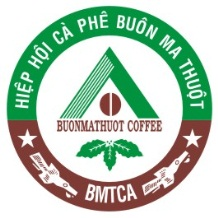 HIỆP HỘI CÀ PHÊ BUÔN MA THUỘT
BUONMATHUOT COFFEE
BMTCA